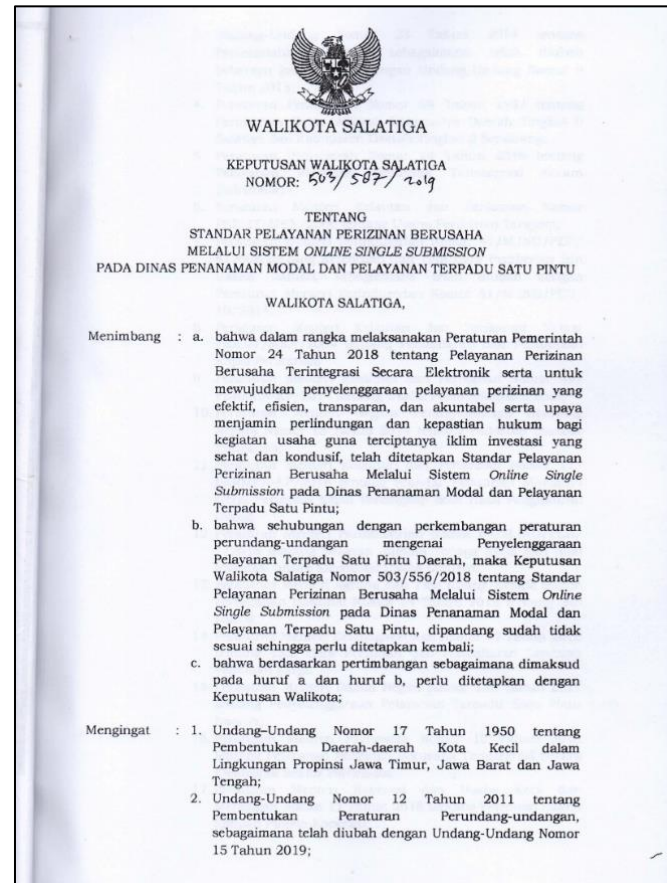 WALIKOTA SALATIGA
KEPUTUSAN WALIKOTA SALATIGA
NOMOR: 503/587/2019
TENTANG
STANDAR PELAYANAN PERIZINAN BERUSAHA
MELALUI SISTEM ONLINE SINGLE SUBMISSION
PADA DINAS PENANAMAN MODAL DAN PELAYANAN TERPADU SATU PINTU
WALIKOTA SALATIGA,
Menimbang : a. bahwa dalam rangka melaksanakan Peraturan Pemerintah
Nomor 24 Tahun 2018 tentang Pelayanan Perizinan
Berusaha Terintegrasi Secara Elektronik serta untuk
mewujudkan penyelenggaraan pelayanan perizinan yang
efektif, efisien, transparan, dan akuntabel serta upaya
menjamin perlindungan dan kepastian hukum bagi
kegiatan usaha guna terciptanya iklim investasi yang
sehat dan kondusif, telah ditetapkan Standar Pelayanan
Perizinan Berusaha Melalui Sistem Online Single
Submission pada Dinas Penanaman Modal dan Pelayanan
Terpadu Satu Pintu;
b. bahwa sehubungan dengan perkembangan peraturan
perundang-undangan mengenai Penyelenggaraan
Pelayanan Terpadu Satu Pintu Daerah, maka Keputusan
Walikota Salatiga Nomor 503/556/2018 tentang Standar
Pelayanan Perizinan Berusaha Melalui Sistem Online
Single Submission pada Dinas Penanaman Modal dan
Pelayanan Terpadu Satu Pintu, dipandang sudah tidak
sesuai sehingga perlu ditetapkan kembali;
c. bahwa berdasarkan pertimbangan sebagaimana dimaksud
pada huruf a dan huruf b, perlu ditetapkan dengan
Keputusan Walikota;
Mengingat : 1. Undang–Undang Nomor 17 Tahun 1950 tentang
Pembentukan Daerah-daerah Kota Kecil dalam
Lingkungan Propinsi Jawa Timur, Jawa Barat dan Jawa
Tengah;
2. Undang-Undang Nomor 12 Tahun 2011 tentang
Pembentukan Peraturan Perundang-undangan,
sebagaimana telah diubah dengan Undang-Undang Nomor
15 Tahun 2019;